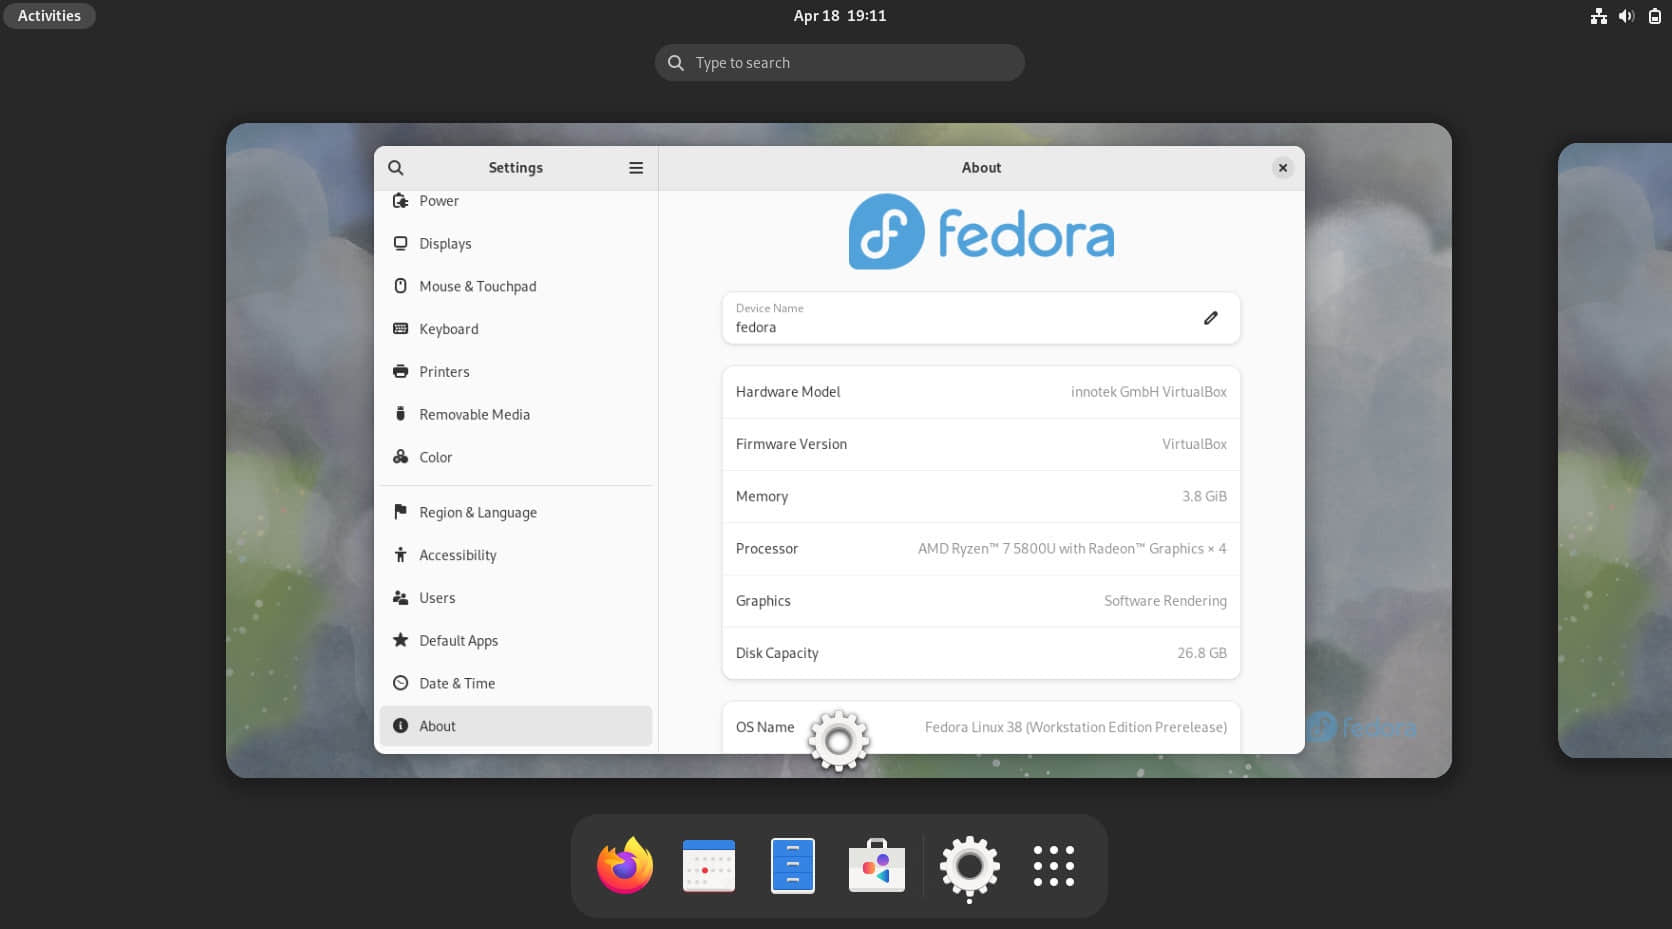 Activities
Apr 18 19:11
Type to search
Settings
About
Power
Displays
Mouse & Touchpad
Keyboard
Printers
Removable Media
Color
Region & Language
Accessibility
Users
Default Apps
Date & Time
About
fedora
Device Name
fedora
Hardware Model innotek GmbH VirtualBox
Firmware Version VirtualBox
Memory 3.8 GiB
Processor AMD Ryzen™ 7 5800U with Radeon™ Graphics × 4
Graphics Software Rendering
Disk Capacity 26.8 GB
OS Name Fedora Linux 38 (Workstation Edition Prerelease)
fedora